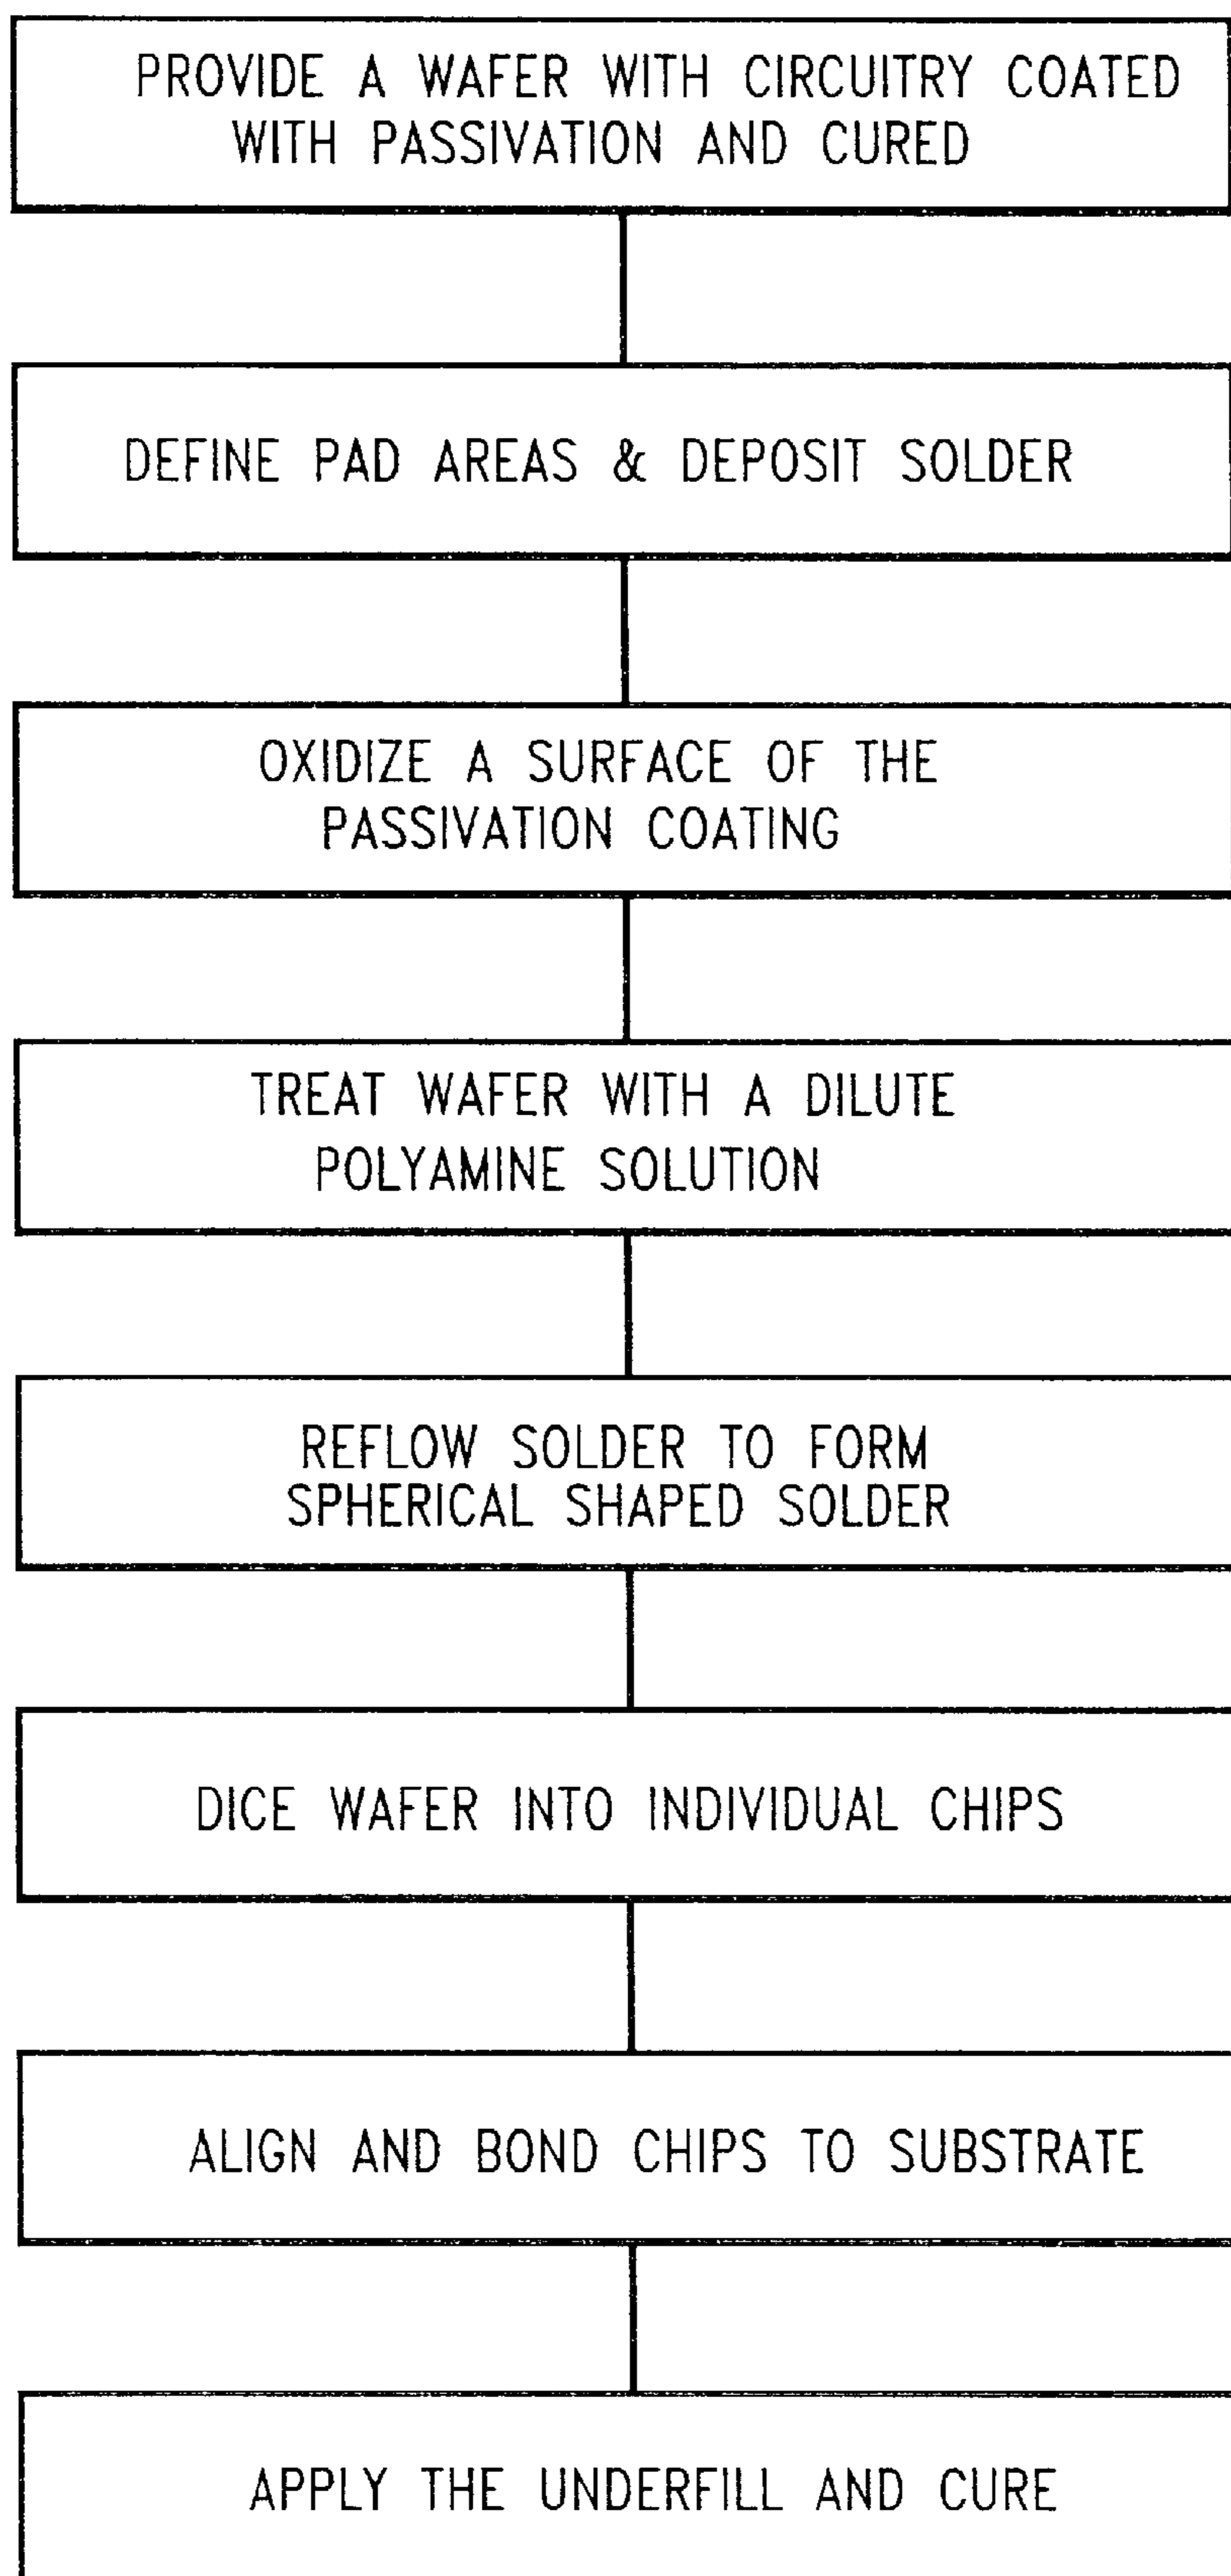 PROVIDE A WAFER WITH CIRCUITRY COATED
WITH PASSIVATION AND CURED
DEFINE PAD AREAS & DEPOSIT SOLDER
OXIDIZE A SURFACE OF THE
PASSIVATION COATING
TREAT WAFER WITH A DILUTE
POLYAMINE SOLUTION
REFLOW SOLDER TO FORM
SPHERICAL SHAPED SOLDER
DICE WAFER INTO INDIVIDUAL CHIPS
ALIGN AND BOND CHIPS TO SUBSTRATE
APPLY THE UNDERFILL AND CURE